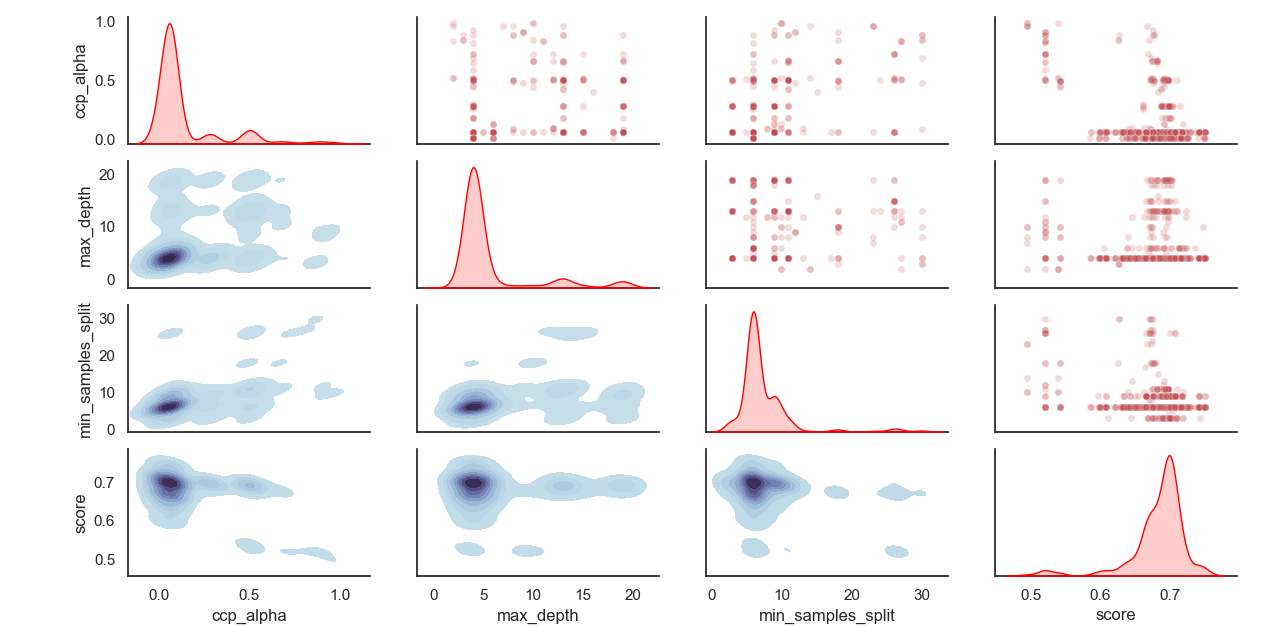 ccp_alpha
1.0
0.5
0.0
max_depth
20
10
0
min_samples_split
30
20
10
0
score
0.7
0.6
0.5
0.0 0.5 1.0
0 5 10 15 20
0 10 20 30
0.5 0.6 0.7
ccp_alpha max_depth min_samples_split score